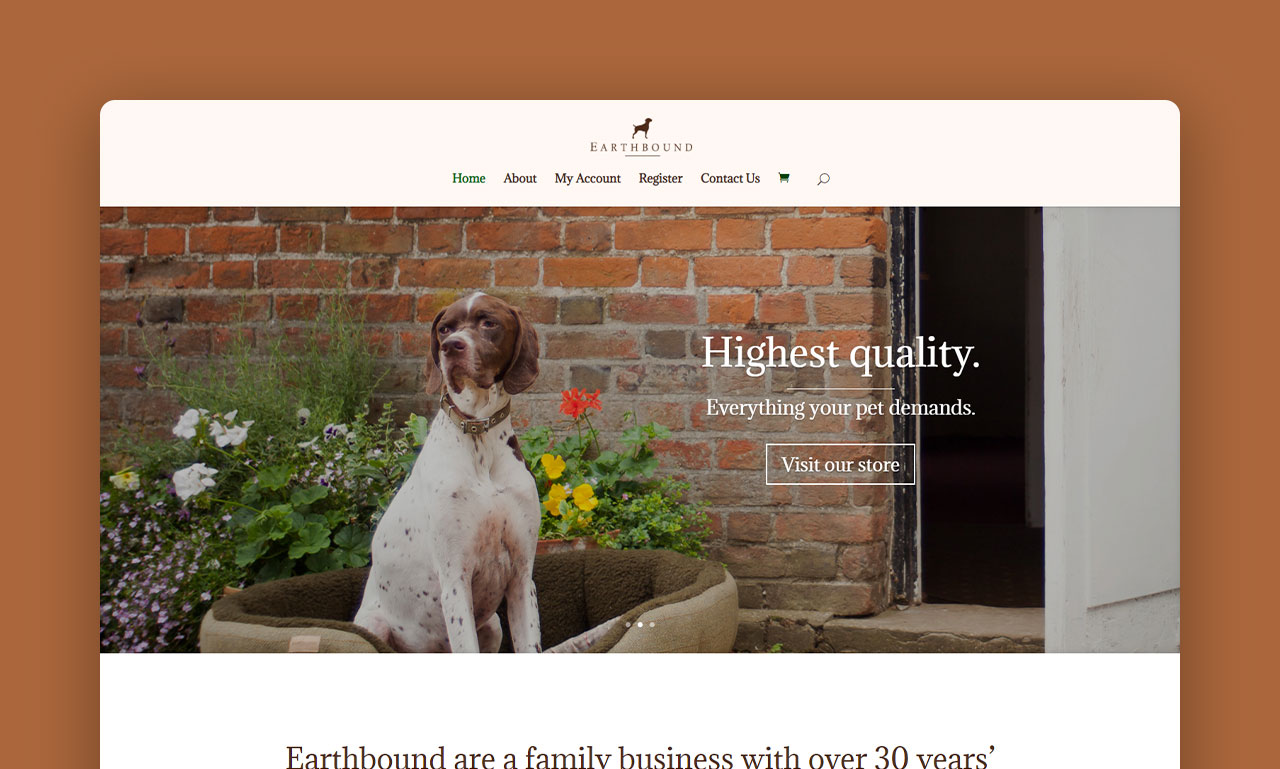 EARTHBOUND
Home About My Account Register Contact Us
Highest quality.
Everything your pet demands.
Visit our store
Earthbound are a family business with over 30 years’